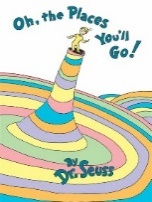 Oh, the Places
You'll Go!
By
Dr. Seuss